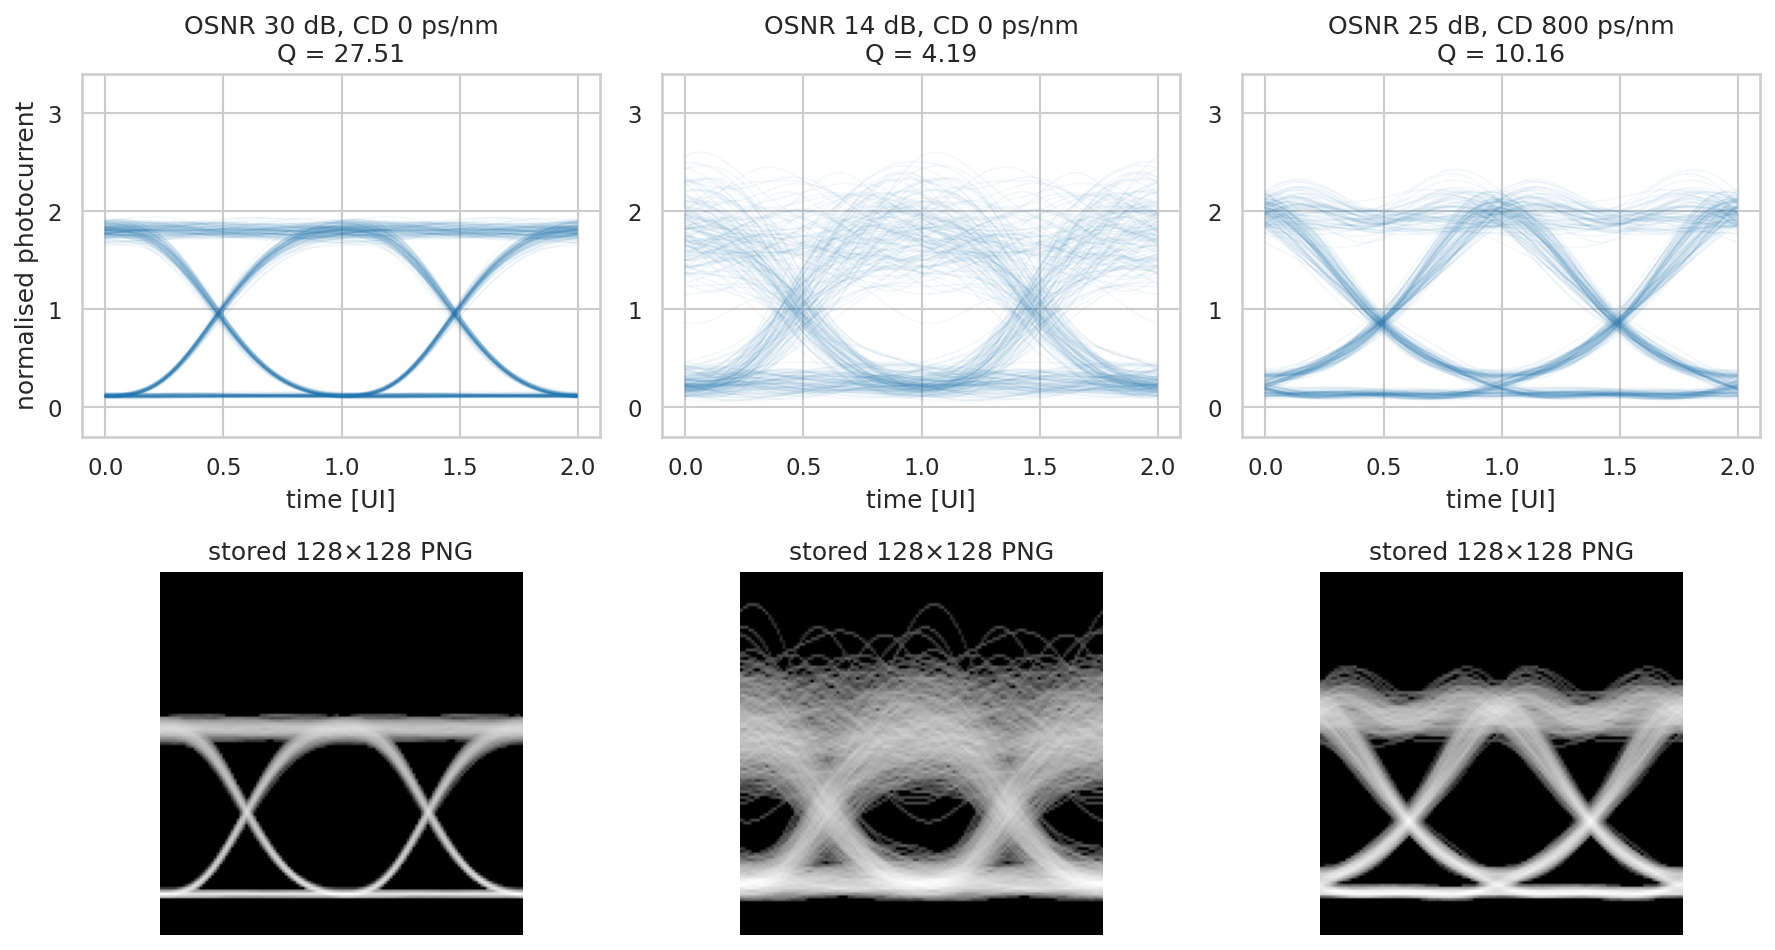 OSNR 30 dB, CD 0 ps/nm
Q = 27.51
OSNR 14 dB, CD 0 ps/nm
Q = 4.19
OSNR 25 dB, CD 800 ps/nm
Q = 10.16
normalised photocurrent
3
2
1
0
0.0 0.5 1.0 1.5 2.0
time [UI]
3
2
1
0
0.0 0.5 1.0 1.5 2.0
time [UI]
3
2
1
0
0.0 0.5 1.0 1.5 2.0
time [UI]
stored 128×128 PNG
stored 128×128 PNG
stored 128×128 PNG